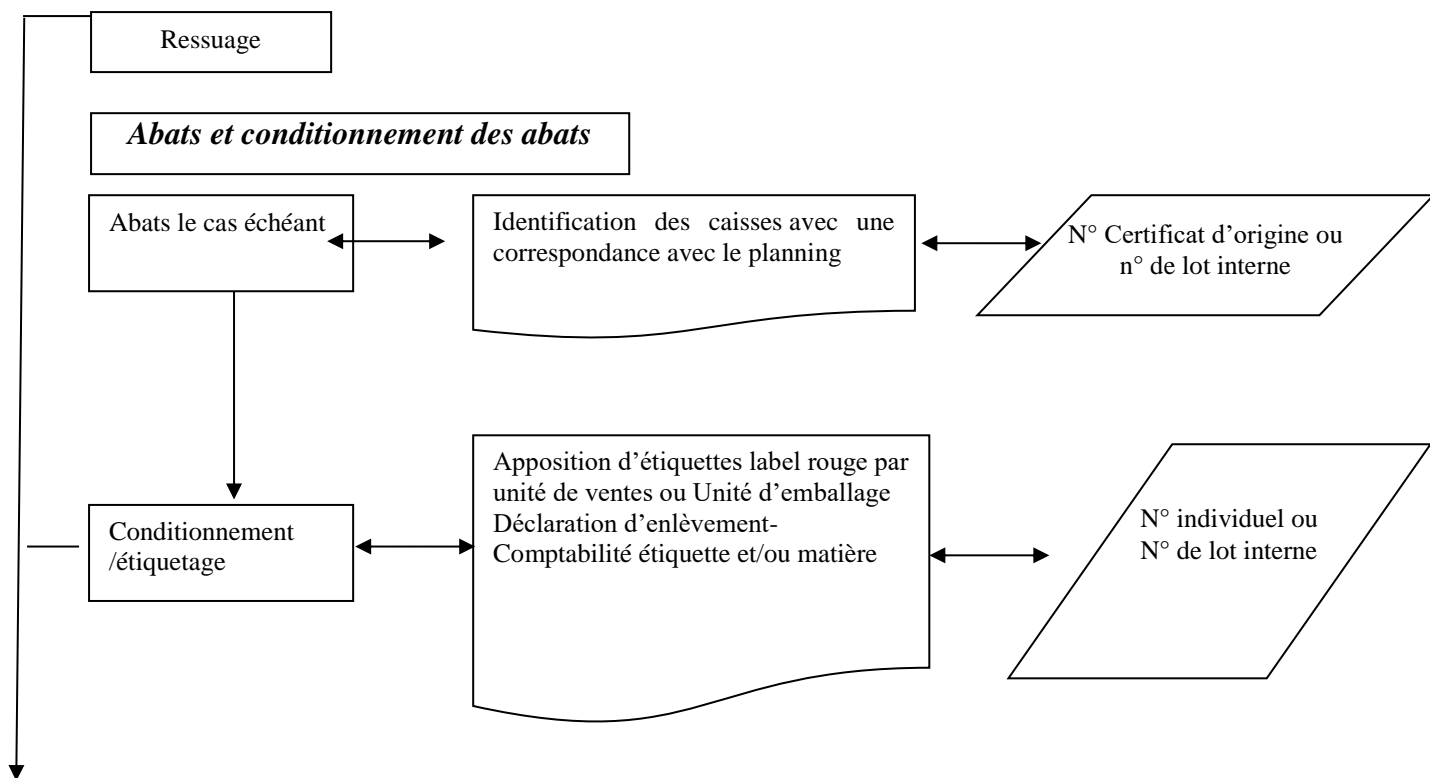 Ressuage
Abats et conditionnement des abats
Abats le cas échéant
Identification des caisses avec une
correspondance avec le planning
N° Certificat d’origine ou
n° de lot interne
Apposition d’étiquettes label rouge par
unité de ventes ou Unité d’emballage
Déclaration d’enlèvement-
Comptabilité étiquette et/ou matière
Conditionnement
/étiquetage
N° individuel ou
N° de lot interne